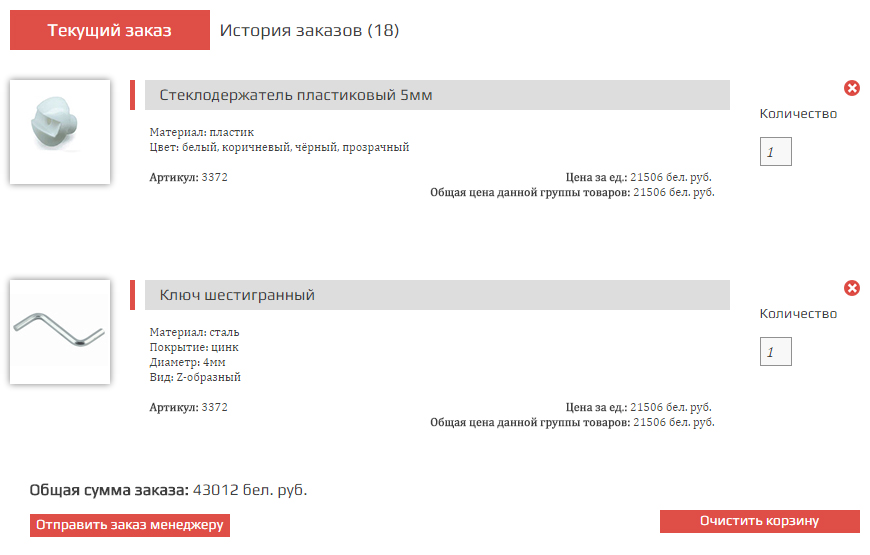 Текущий заказ История заказов (18)
Стеклодержатель пластиковый 5мм
Количество
1
Материал: пластик
Цвет: белый, коричневый, чёрный, прозрачный
Артикул: 3372 Цена за ед.: 21506 бел. руб.
Общая цена данной группы товаров: 21506 бел. руб.
Ключ шестигранный
Количество
1
Материал: сталь
Покрытие: цинк
Диаметр: 4мм
Вид: Z-образный
Артикул: 3372 Цена за ед.: 21506 бел. руб.
Общая цена данной группы товаров: 21506 бел. руб.
Общая сумма заказа: 43012 бел. руб.
Отправить заказ менеджеру Очистить корзину